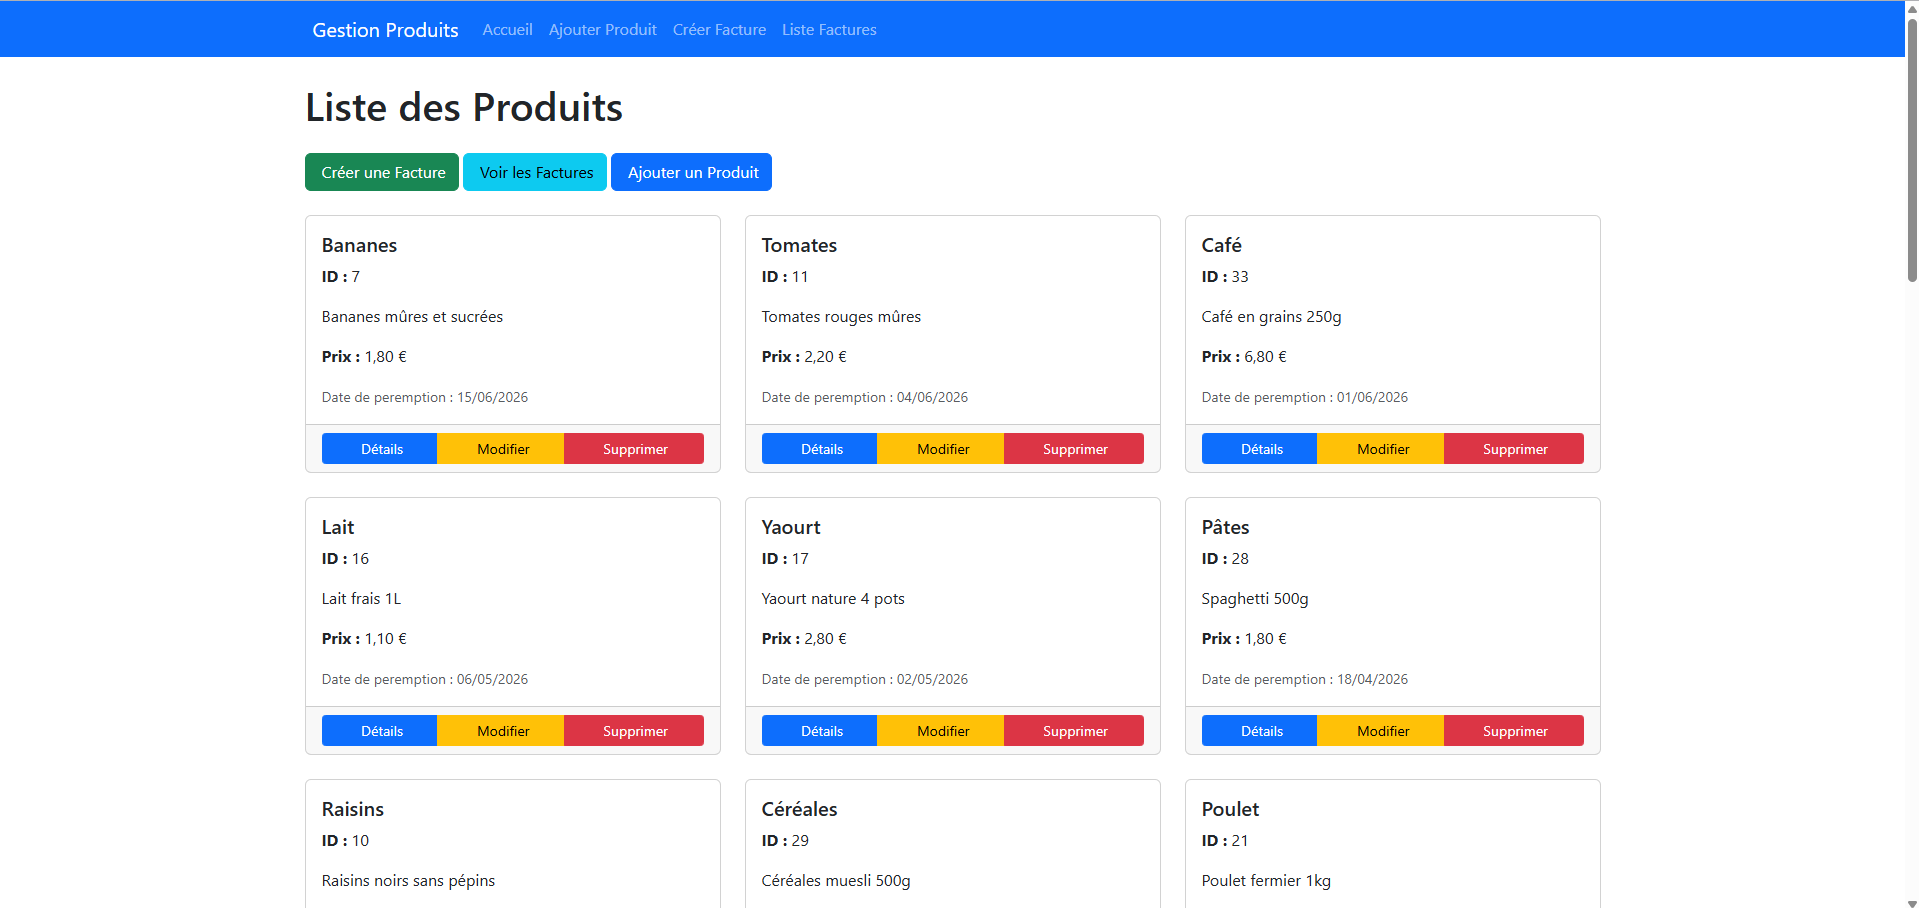 Gestion Produits Accueil Ajouter Produit Créer Facture Liste Factures
Liste des Produits
Créer une Facture Voir les Factures Ajouter un Produit
Bananes
ID : 7
Bananes mûres et sucrées
Prix : 1,80 €
Date de peremption : 15/06/2026
Détails Modifier Supprimer
Tomates
ID : 11
Tomates rouges mûres
Prix : 2,20 €
Date de peremption : 04/06/2026
Détails Modifier Supprimer
Café
ID : 33
Café en grains 250g
Prix : 6,80 €
Date de peremption : 01/06/2026
Détails Modifier Supprimer
Lait
ID : 16
Lait frais 1L
Prix : 1,10 €
Date de peremption : 06/05/2026
Détails Modifier Supprimer
Yaourt
ID : 17
Yaourt nature 4 pots
Prix : 2,80 €
Date de peremption : 02/05/2026
Détails Modifier Supprimer
Pâtes
ID : 28
Spaghetti 500g
Prix : 1,80 €
Date de peremption : 18/04/2026
Détails Modifier Supprimer
Raisins
ID : 10
Raisins noirs sans pépins
Céréales
ID : 29
Céréales muesli 500g
Poulet
ID : 21
Poulet fermier 1kg